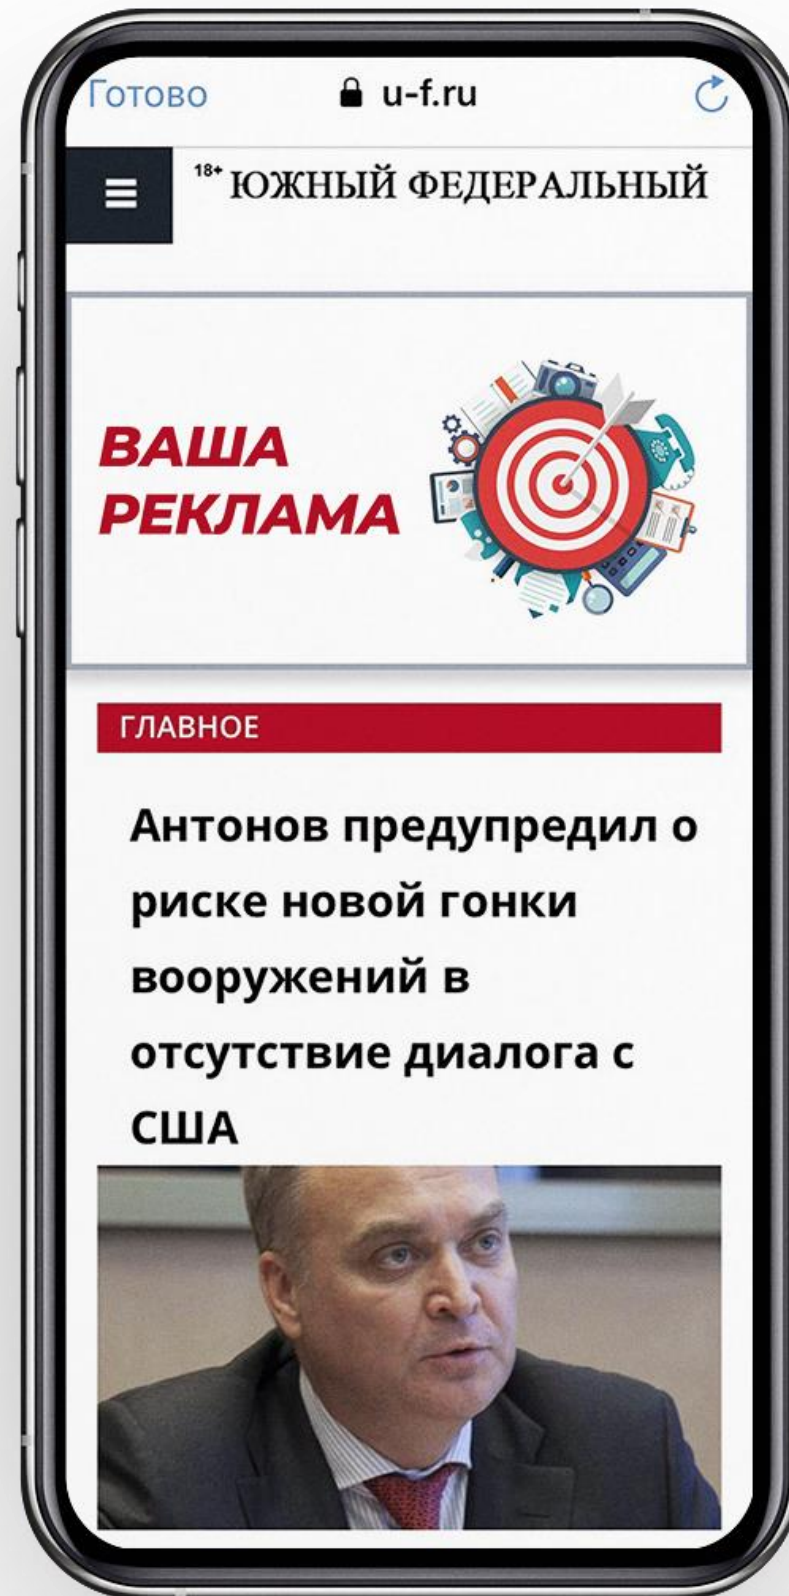 Готово
u-f.ru
18+ ЮЖНЫЙ ФЕДЕРАЛЬНЫЙ
ВАША
РЕКЛАМА
ГЛАВНОЕ
Антонов предупредил о
риске новой гонки
вооружений в
отсутствие диалога с
США